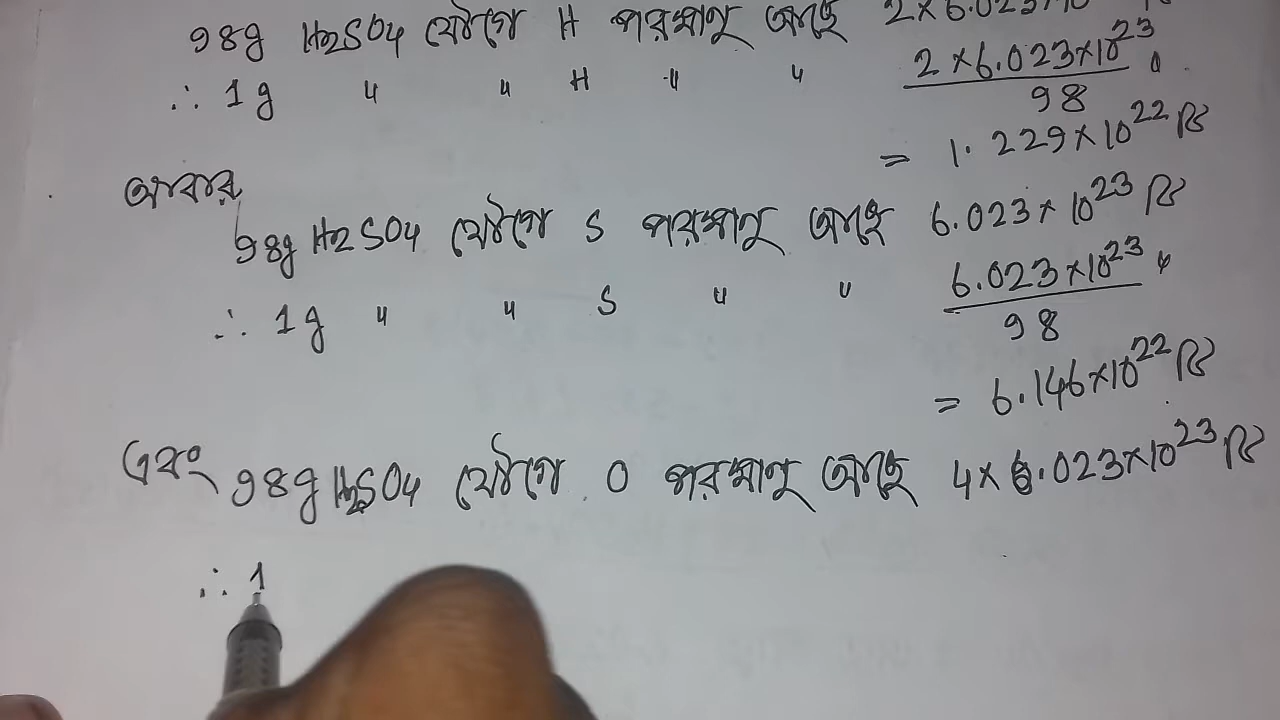 98g H2SO4 যৌগে H পরমাণু আছে 2×6.023×10
∴ 1g " " H " " 2×6.023×10^23 / 98 "
= 1.229×10^22 টি
আবার,
98g H2SO4 যৌগে S পরমাণু আছে 6.023×10^23 টি
∴ 1g " " S " " 6.023×10^23 / 98 "
= 6.146×10^22 টি
এবং 98g H2SO4 যৌগে O পরমাণু আছে 4×6.023×10^23 টি
∴ 1